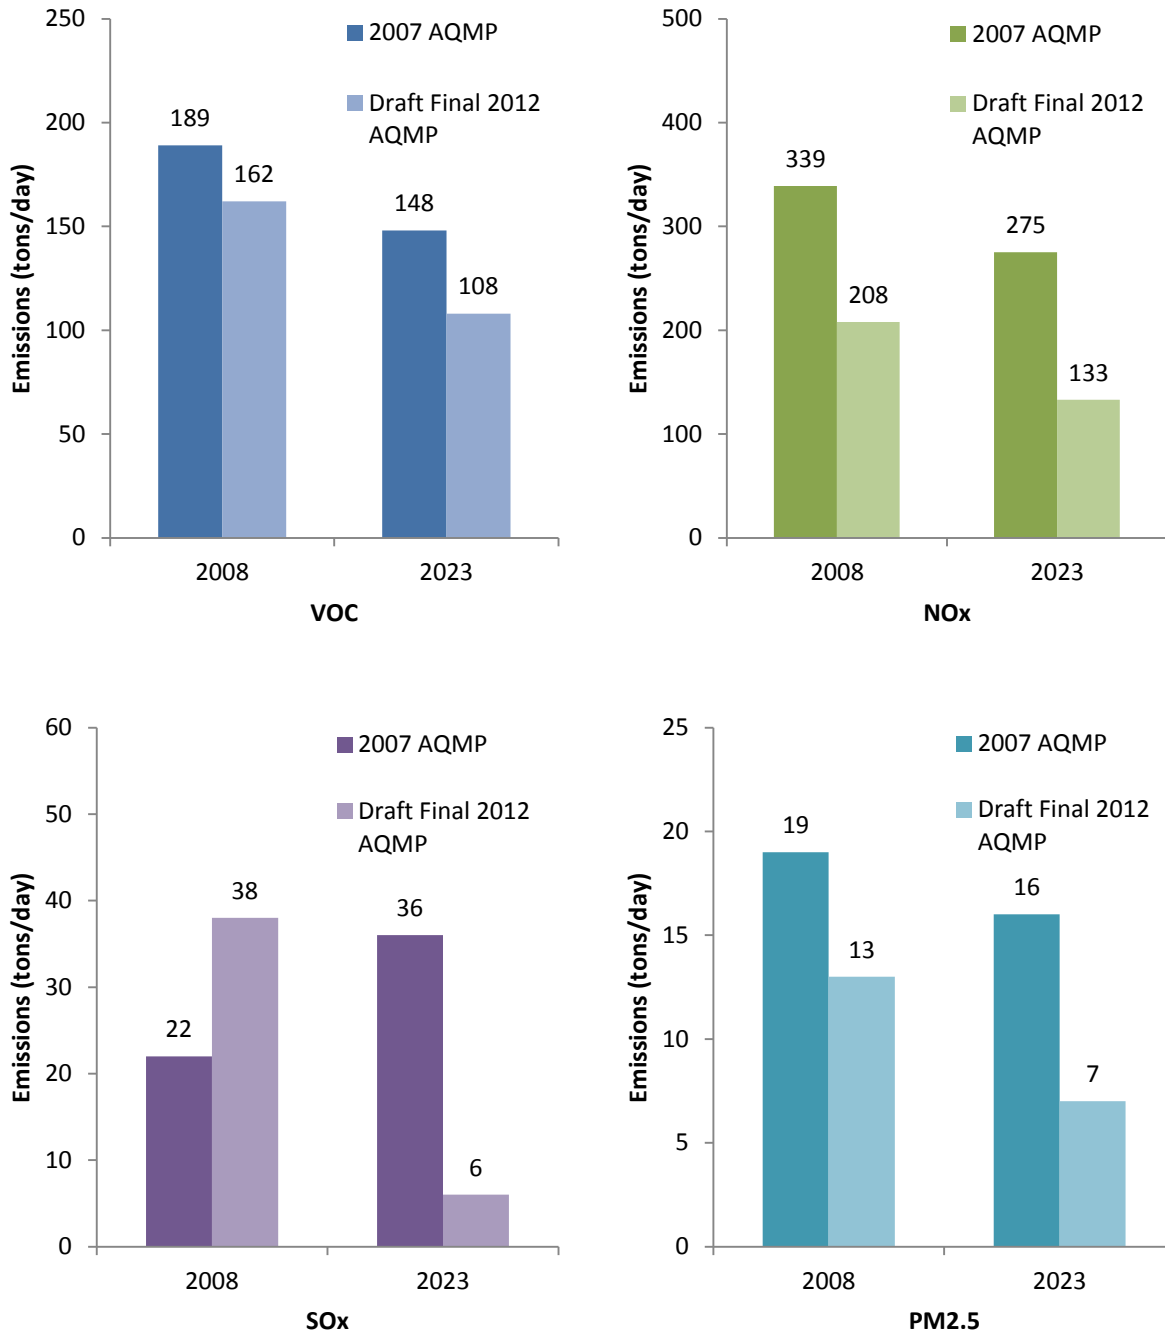 250
200
150
100
50
0
Emissions (tons/day)
2007 AQMP
Draft Final 2012
AQMP
189
162
148
108
2008
2023
VOC
500
400
300
200
100
0
Emissions (tons/day)
2007 AQMP
Draft Final 2012
AQMP
339
208
275
133
2008
2023
NOx
60
50
40
30
20
10
0
Emissions (tons/day)
2007 AQMP
Draft Final 2012
AQMP
22
38
36
6
2008
2023
SOx
25
20
15
10
5
0
Emissions (tons/day)
2007 AQMP
Draft Final 2012
AQMP
19
13
16
7
2008
2023
PM2.5